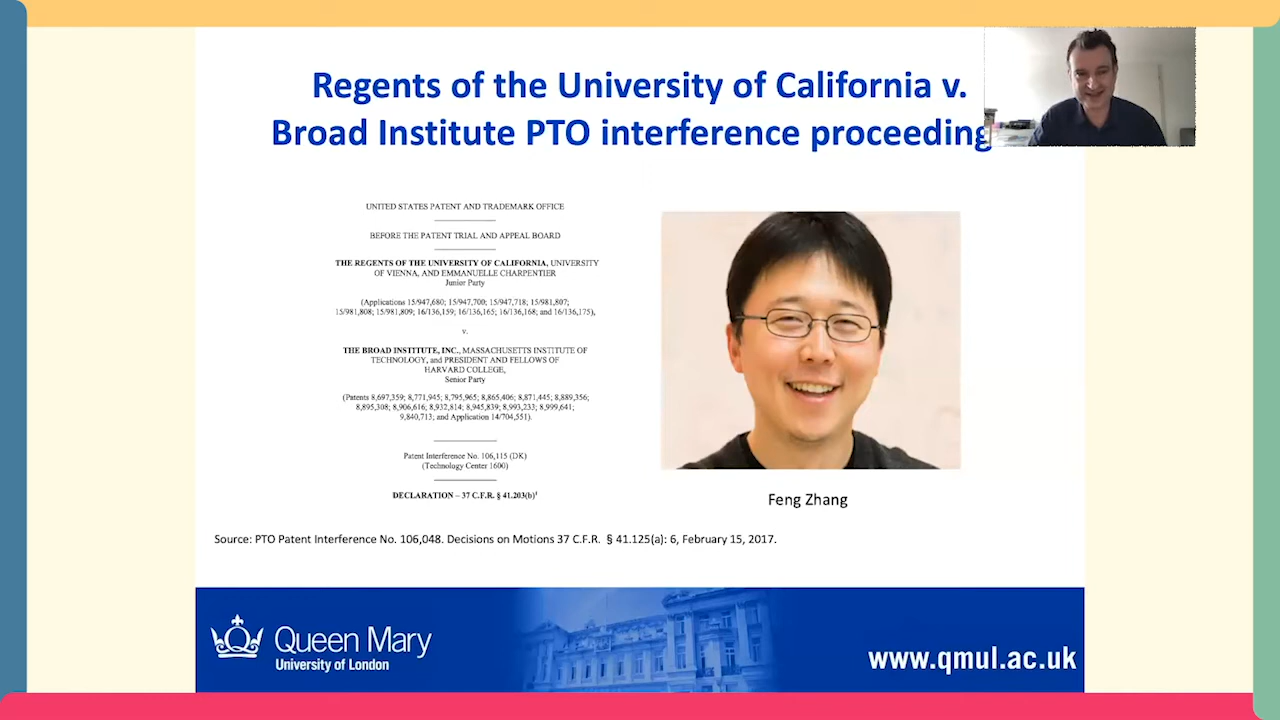 Regents of the University of California v.
Broad Institute PTO interference proceeding
UNITED STATES PATENT AND TRADEMARK OFFICE
BEFORE THE PATENT TRIAL AND APPEAL BOARD
THE REGENTS OF THE UNIVERSITY OF CALIFORNIA, UNIVERSITY
OF VIENNA, AND EMMANUELLE CHARPENTIER
Junior Party
(Applications 15/947,680; 15/947,700; 15/947,718; 15/981,807;
15/981,808; 15/981,809; 16/136,159; 16/136,165; 16/136,168; and 16/136,175),
v.
THE BROAD INSTITUTE, INC., MASSACHUSETTS INSTITUTE OF
TECHNOLOGY, and PRESIDENT AND FELLOWS OF
HARVARD COLLEGE,
Senior Party
(Patents 8,697,359; 8,771,945; 8,795,965; 8,865,406; 8,871,445; 8,889,356;
8,895,308; 8,906,616; 8,932,814; 8,945,839; 8,993,233; 8,999,641;
9,840,713; and Application 14/704,551).
Patent Interference No. 106,115 (DK)
(Technology Center 1600)
DECLARATION – 37 C.F.R. § 41.203(b)¹
Feng Zhang
Source: PTO Patent Interference No. 106,048. Decisions on Motions 37 C.F.R. § 41.125(a): 6, February 15, 2017.
Queen Mary
University of London
www.qmul.ac.uk